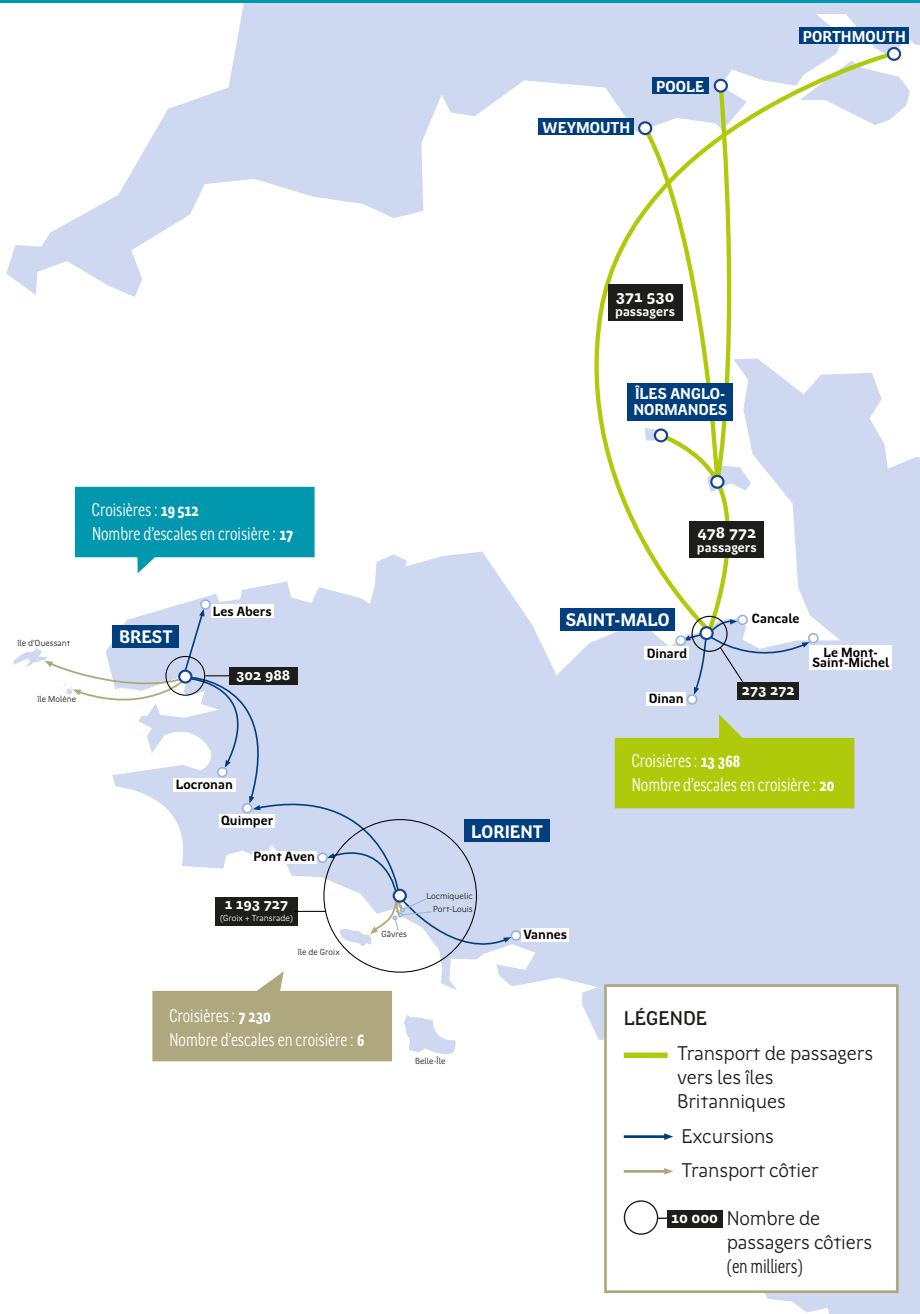 PORTHMOUTH
POOLE
WEYMOUTH
371 530
passagers
ÎLES ANGLO-
NORMANDES
478 772
passagers
Croisières : 19 512
Nombre d'escales en croisière : 17
Les Abers
BREST
île d'Ouessant
île Molène
302 988
SAINT-MALO
Cancale
Dinard
Le Mont-
Saint-Michel
Dinan
273 272
Croisières : 13 368
Nombre d'escales en croisière : 20
Locronan
Quimper
LORIENT
Pont Aven
1 193 727
(Groix + Transrade)
Locmiquelic
Port-Louis
Gâvres
île de Groix
Vannes
Croisières : 7 230
Nombre d'escales en croisière : 6
Belle-Île
LÉGENDE
Transport de passagers
vers les îles
Britanniques
Excursions
Transport côtier
10 000 Nombre de
passagers côtiers
(en milliers)